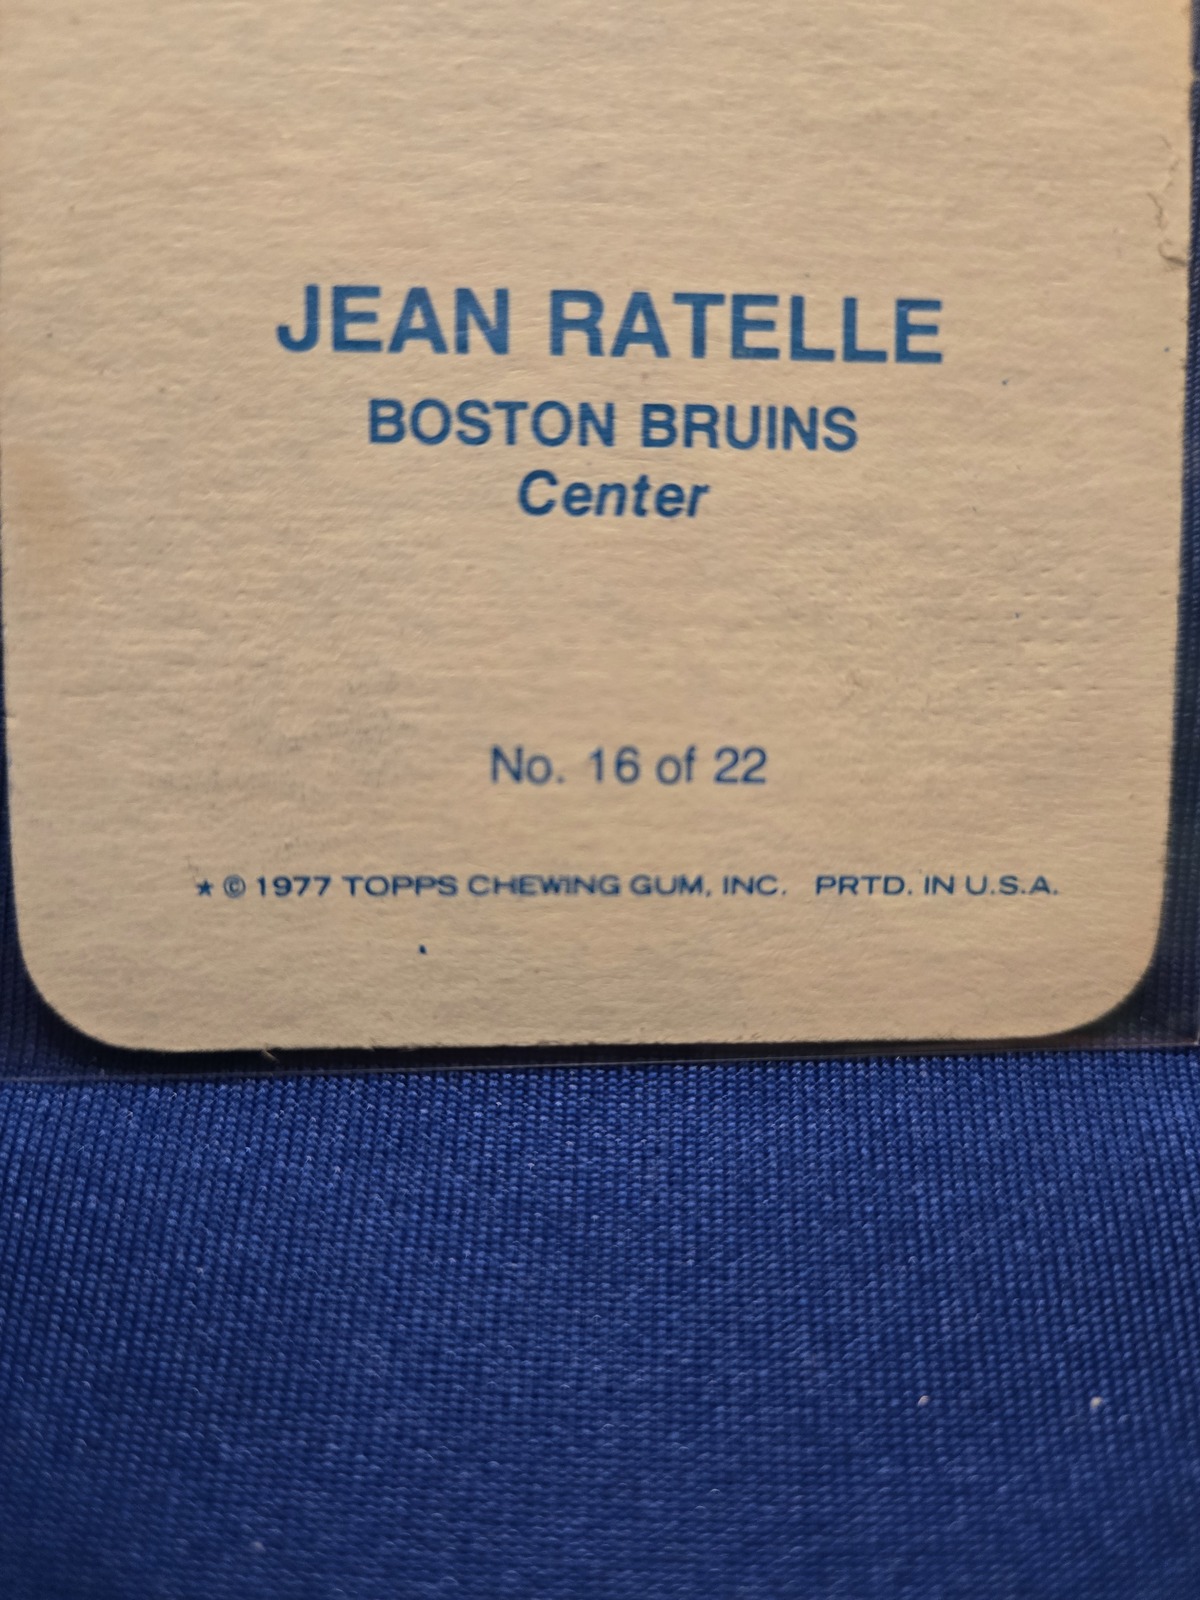 JEAN RATELLE
BOSTON BRUINS
Center
No. 16 of 22
★ © 1977 TOPPS CHEWING GUM, INC. PRTD. IN U.S.A.